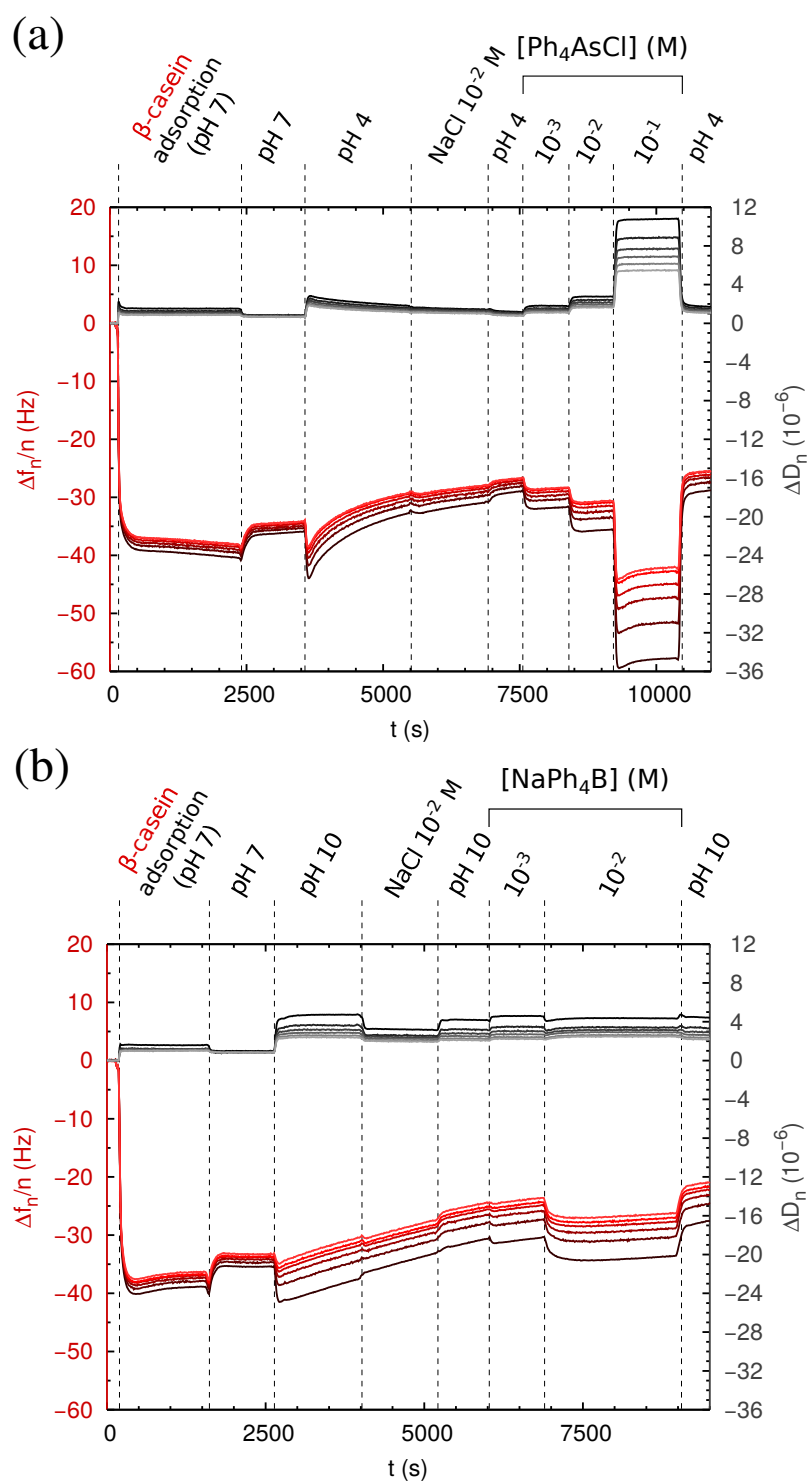 (a)
[Ph₄AsCl] (M)
β-casein
adsorption
(pH 7)
pH 7
pH 4
NaCl 10⁻² M
pH 4
10⁻³
10⁻²
10⁻¹
pH 4
20
10
0
−10
−20
−30
−40
−50
−60
Δfₙ/n (Hz)
12
8
4
0
−4
−8
−12
−16
−20
−24
−28
−32
−36
ΔDₙ (10⁻⁶)
0
2500
5000
7500
10000
t (s)
(b)
[NaPh₄B] (M)
β-casein
adsorption
(pH 7)
pH 7
pH 10
NaCl 10⁻² M
pH 10
10⁻³
10⁻²
pH 10
20
10
0
−10
−20
−30
−40
−50
−60
Δfₙ/n (Hz)
12
8
4
0
−4
−8
−12
−16
−20
−24
−28
−32
−36
ΔDₙ (10⁻⁶)
0
2500
5000
7500
t (s)